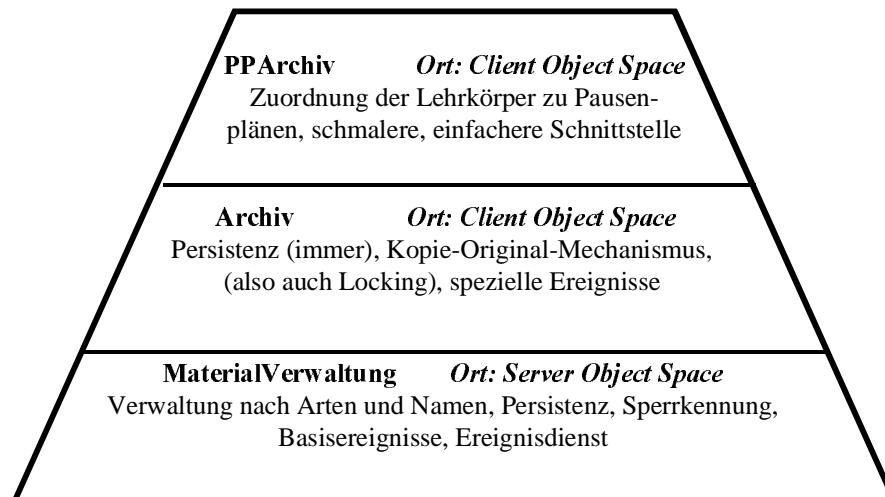 PPArchiv Ort: Client Object Space
Zuordnung der Lehrkörper zu Pausen-
plänen, schmalere, einfachere Schnittstelle
Archiv Ort: Client Object Space
Persistenz (immer), Kopie-Original-Mechanismus,
(also auch Locking), spezielle Ereignisse
MaterialVerwaltung Ort: Server Object Space
Verwaltung nach Arten und Namen, Persistenz, Sperrkennung,
Basisereignisse, Ereignisdienst